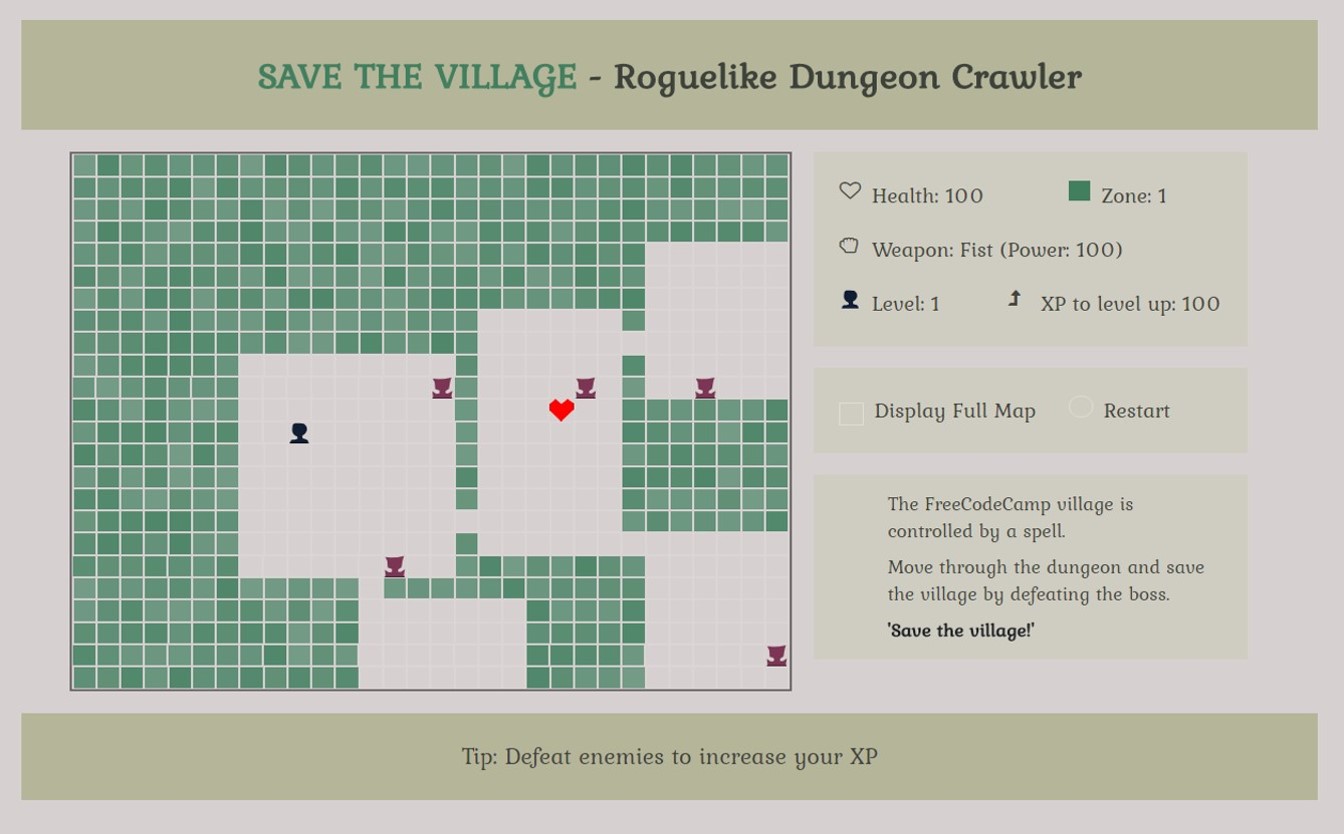 SAVE THE VILLAGE - Roguelike Dungeon Crawler
Health: 100
Zone: 1
Weapon: Fist (Power: 100)
Level: 1
XP to level up: 100
Display Full Map
Restart
The FreeCodeCamp village is
controlled by a spell.
Move through the dungeon and save
the village by defeating the boss.
'Save the village!'
Tip: Defeat enemies to increase your XP